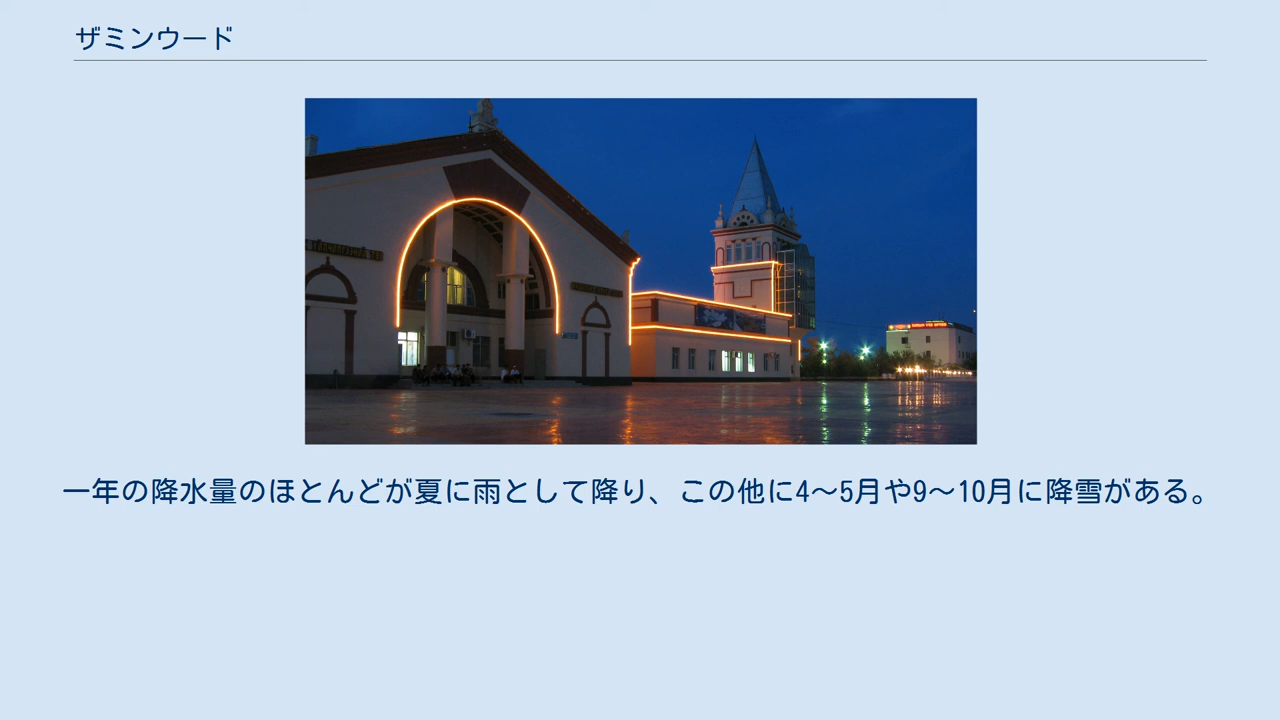 ザミンウード
一年の降水量のほとんどが夏に雨として降り、この他に4～5月や9～10月に降雪がある。